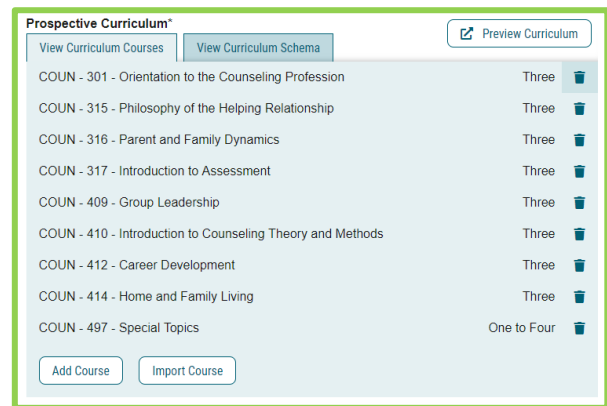 Prospective Curriculum*
Preview Curriculum
View Curriculum Courses View Curriculum Schema
COUN - 301 - Orientation to the Counseling Profession Three
COUN - 315 - Philosophy of the Helping Relationship Three
COUN - 316 - Parent and Family Dynamics Three
COUN - 317 - Introduction to Assessment Three
COUN - 409 - Group Leadership Three
COUN - 410 - Introduction to Counseling Theory and Methods Three
COUN - 412 - Career Development Three
COUN - 414 - Home and Family Living Three
COUN - 497 - Special Topics One to Four
Add Course Import Course